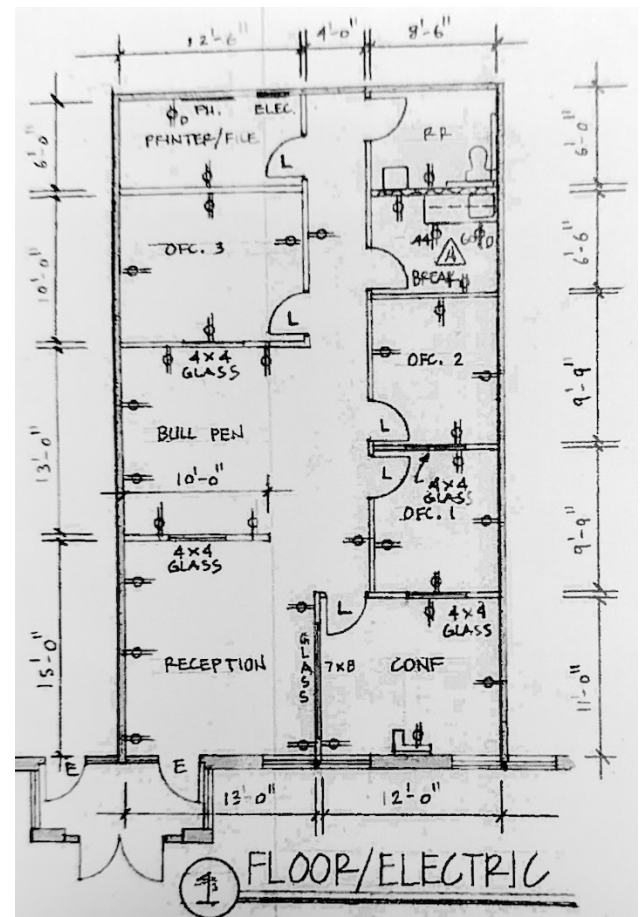 12'-6" 4'-0" 8'-6"
PH. ELEC.
D
PRINTER/FILE
L
RR
6'-0"
6'-0"
OFC. 3
44 60 D
A
BREAK
6'-6"
10'-0"
L
4x4
GLASS
OFC. 2
9'-9"
BULL PEN
L
13'-0"
10'-0"
L
4x4
GLASS
OFC. 1
9'-9"
4x4
GLASS
L
4x4
GLASS
RECEPTION
GLASS
7x8
CONF
15'-0"
11'-0"
E E
13'-0" 12'-0"
1 FLOOR/ELECTRIC